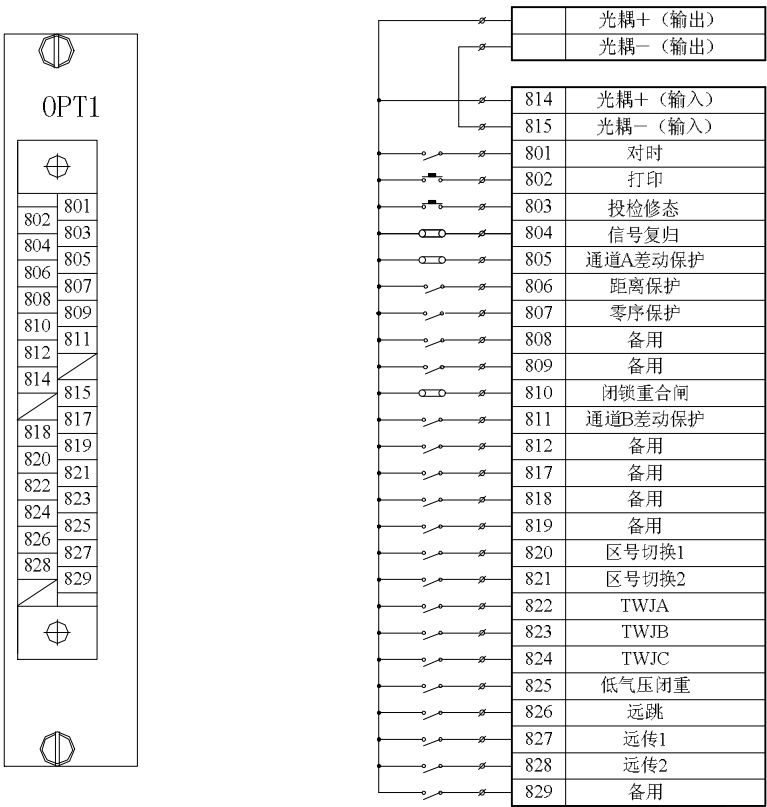 OPT1
801
802
803
804
805
806
807
808
809
810
811
812
814
815
817
818
819
820
821
822
823
824
825
826
827
828
829
光耦＋（输出）
光耦－（输出）
814 光耦＋（输入）
815 光耦－（输入）
801 对时
802 打印
803 投检修态
804 信号复归
805 通道A差动保护
806 距离保护
807 零序保护
808 备用
809 备用
810 闭锁重合闸
811 通道B差动保护
812 备用
817 备用
818 备用
819 备用
820 区号切换1
821 区号切换2
822 TWJA
823 TWJB
824 TWJC
825 低气压闭重
826 远跳
827 远传1
828 远传2
829 备用